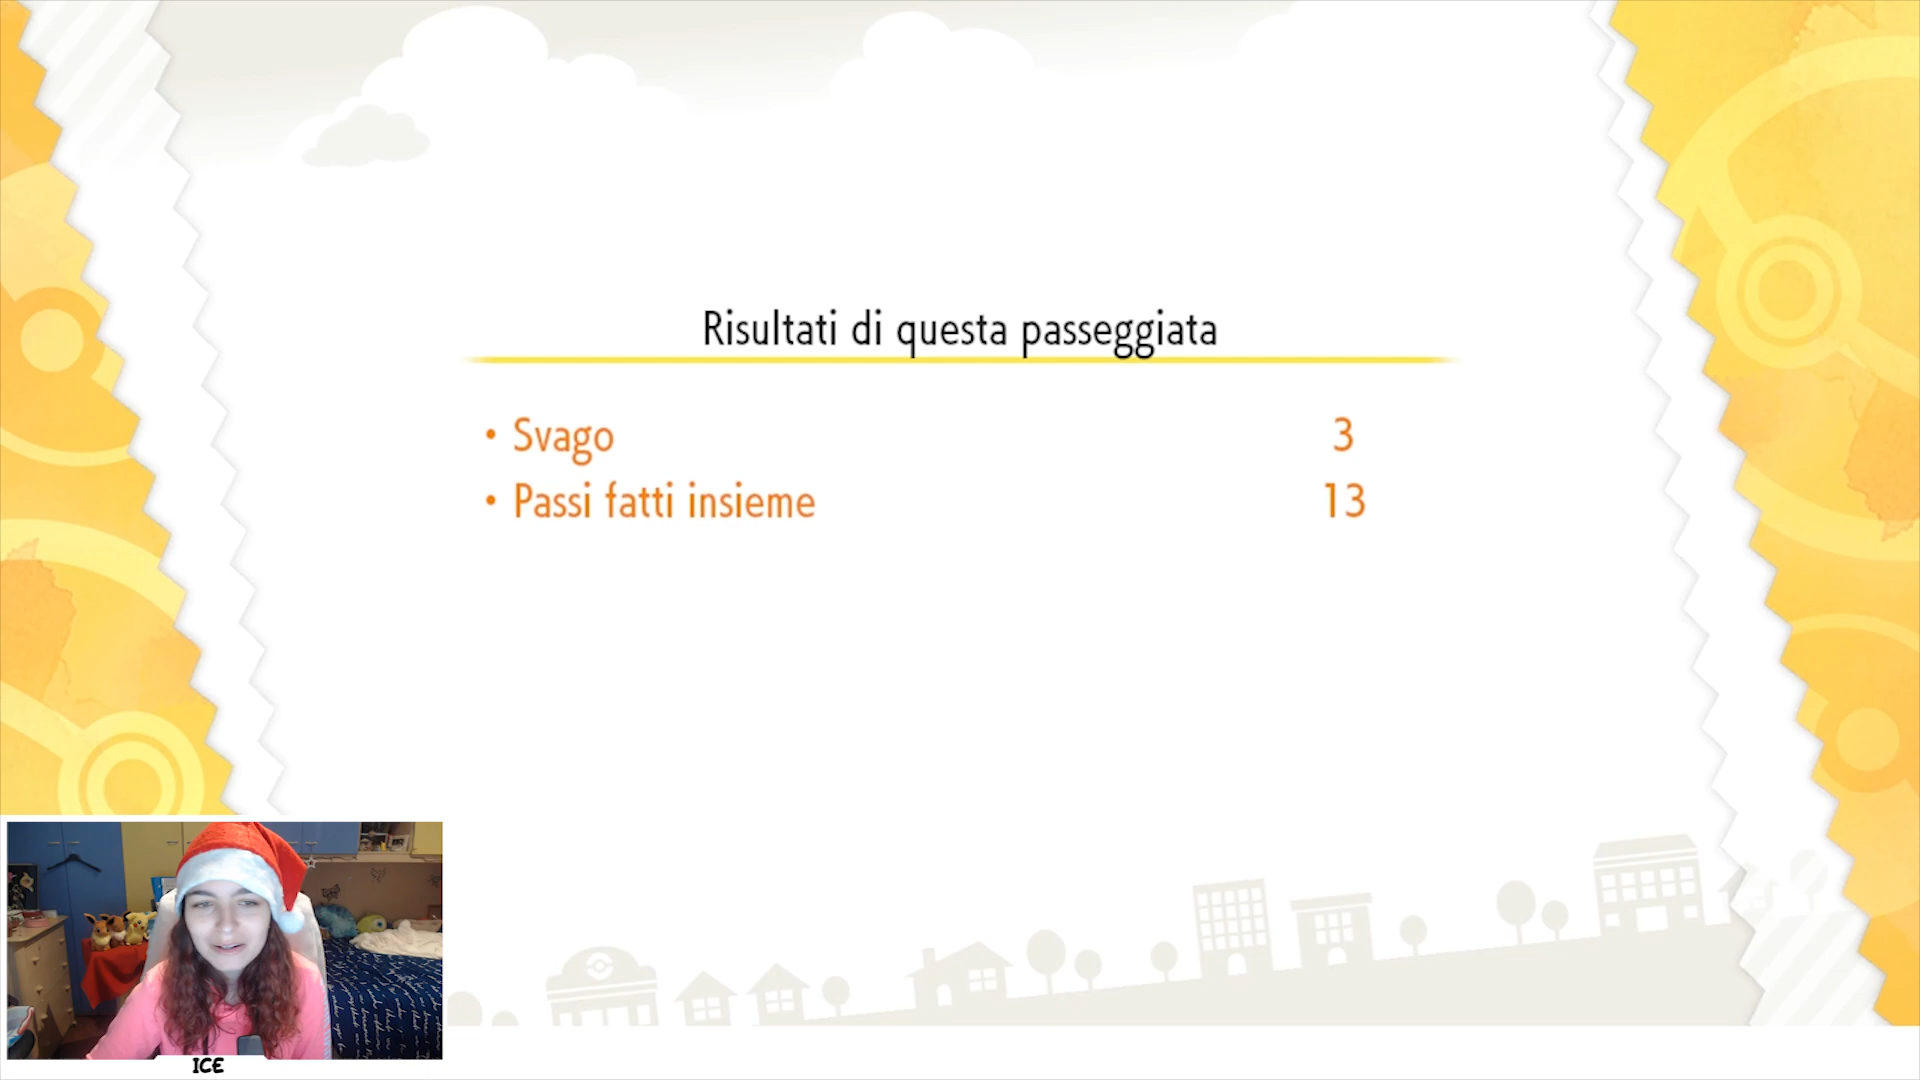 Risultati di questa passeggiata
• Svago 3
• Passi fatti insieme 13
ICE